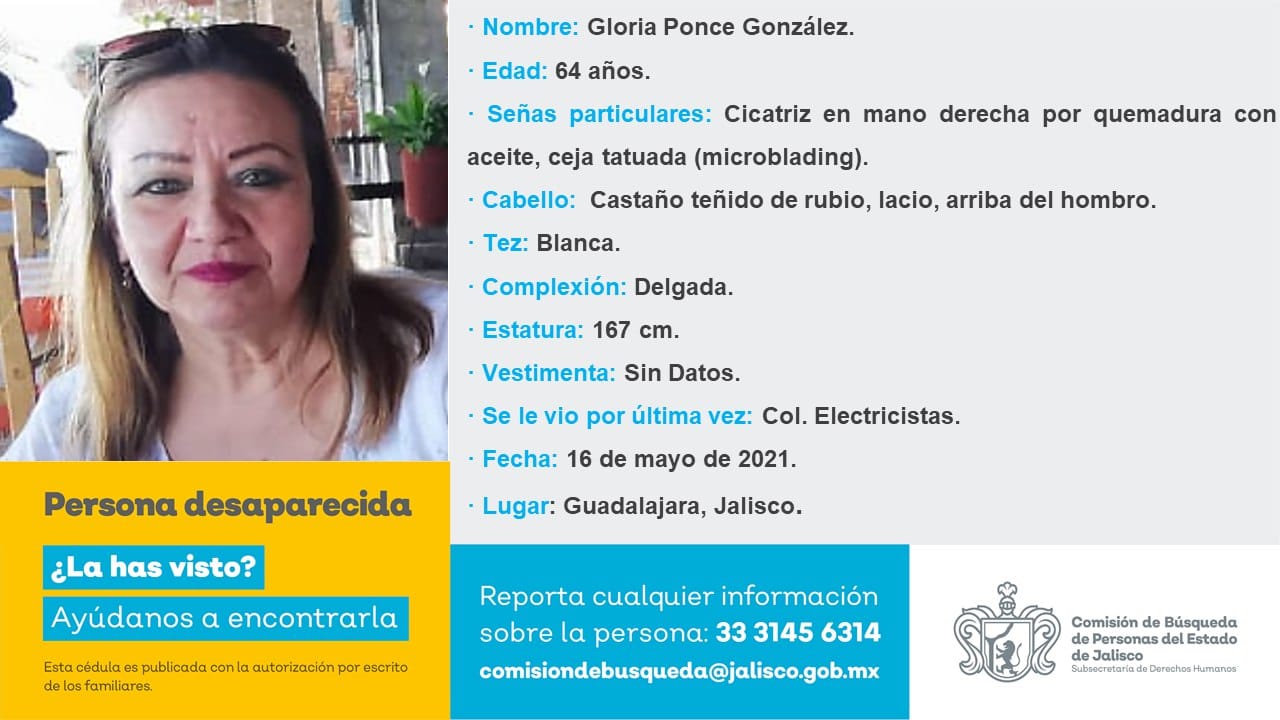 · Nombre: Gloria Ponce González.
· Edad: 64 años.
· Señas particulares: Cicatriz en mano derecha por quemadura con
aceite, ceja tatuada (microblading).
· Cabello: Castaño teñido de rubio, lacio, arriba del hombro.
· Tez: Blanca.
· Complexión: Delgada.
· Estatura: 167 cm.
· Vestimenta: Sin Datos.
· Se le vio por última vez: Col. Electricistas.
· Fecha: 16 de mayo de 2021.
· Lugar: Guadalajara, Jalisco.
Persona desaparecida
¿La has visto?
Ayúdanos a encontrarla
Esta cédula es publicada con la autorización por escrito
de los familiares.
Reporta cualquier información
sobre la persona: 33 3145 6314
comisiondebusqueda@jalisco.gob.mx
Comisión de Búsqueda
de Personas del Estado
de Jalisco
Subsecretaría de Derechos Humanos